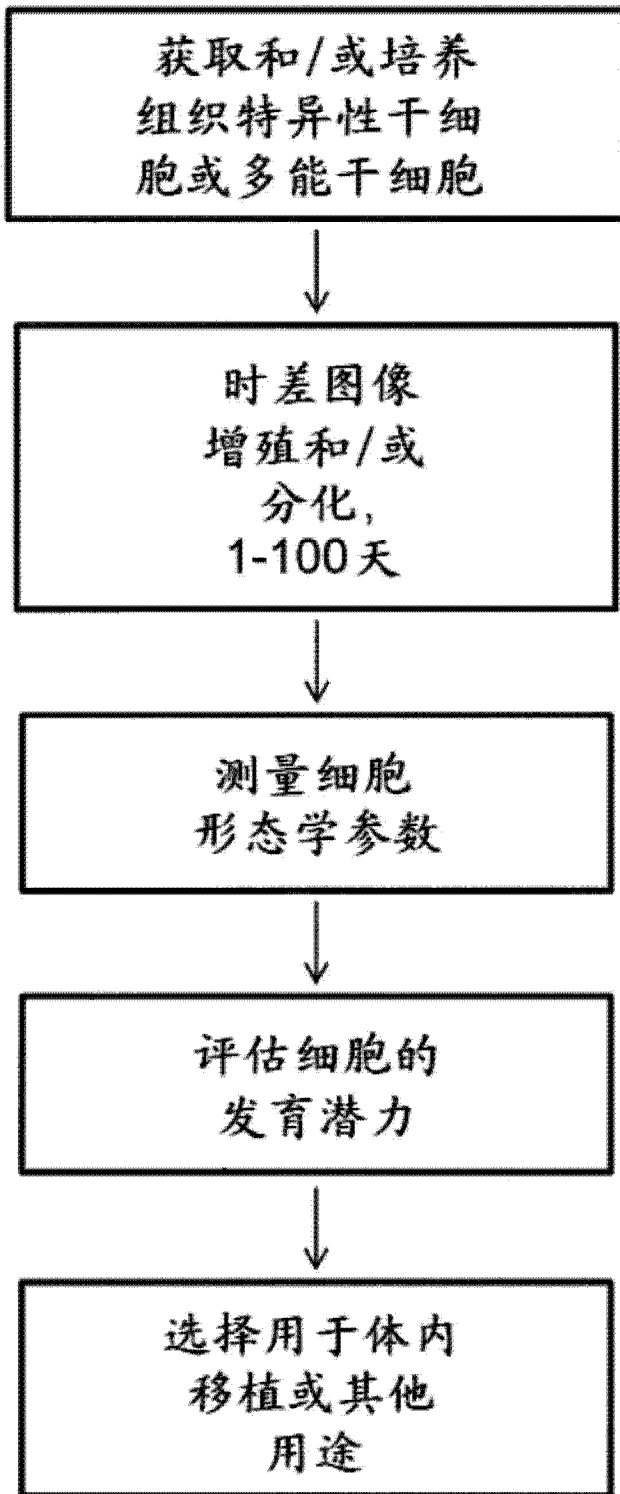 获取和/或培养
组织特异性干细
胞或多能干细胞
时差图像
增殖和/或
分化,
1-100天
测量细胞
形态学参数
评估细胞的
发育潜力
选择用于体内
移植或其他
用途